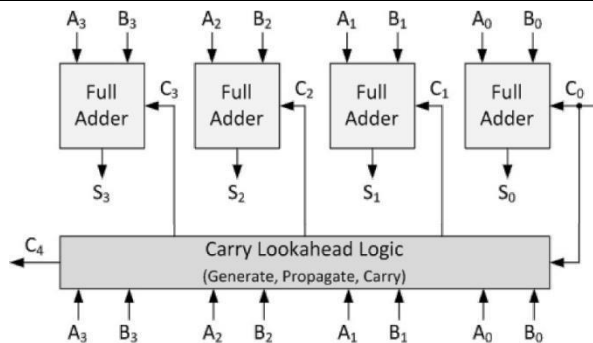 A₃ B₃ A₂ B₂ A₁ B₁ A₀ B₀
Full Adder C₃ Full Adder C₂ Full Adder C₁ Full Adder C₀
S₃ S₂ S₁ S₀
C₄ Carry Lookahead Logic
(Generate, Propagate, Carry)
A₃ B₃ A₂ B₂ A₁ B₁ A₀ B₀